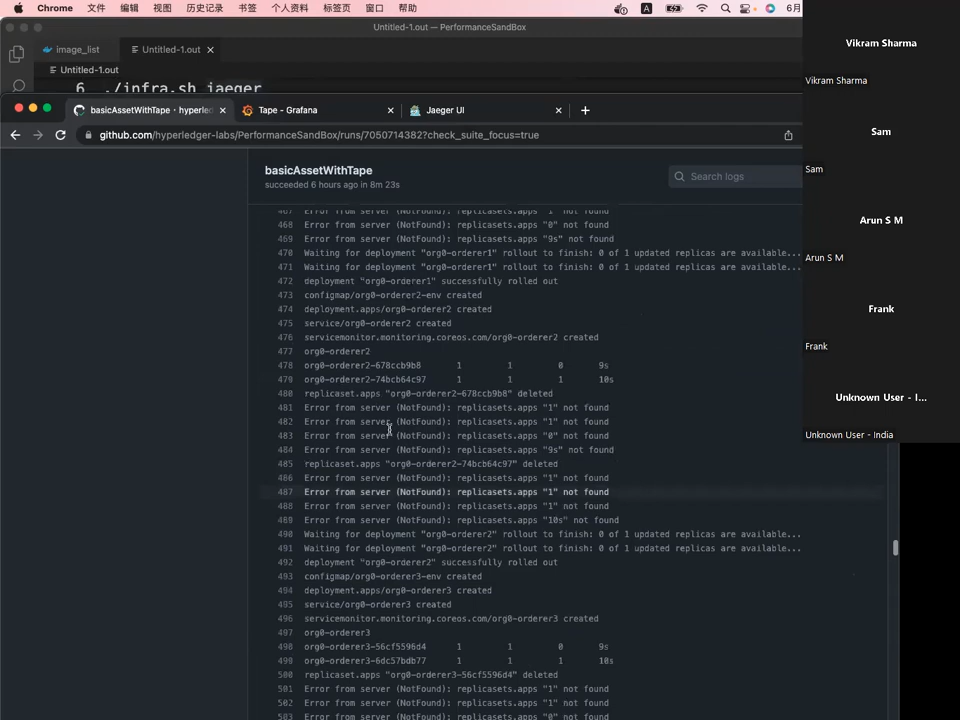 Chrome 文件 编辑 视图 历史记录 书签 个人资料 标签页 窗口 帮助 A 6月
Untitled-1.out — PerformanceSandBox
image_list Untitled-1.out
Untitled-1.out
6 ./infra.sh jaeger
basicAssetWithTape · hyperled Tape - Grafana Jaeger UI
github.com/hyperledger-labs/PerformanceSandBox/runs/7050714382?check_suite_focus=true
basicAssetWithTape
succeeded 6 hours ago in 8m 23s
Search logs
467 Error from server (NotFound): replicasets.apps "1" not found
468 Error from server (NotFound): replicasets.apps "0" not found
469 Error from server (NotFound): replicasets.apps "9s" not found
470 Waiting for deployment "org0-orderer1" rollout to finish: 0 of 1 updated replicas are available...
471 Waiting for deployment "org0-orderer1" rollout to finish: 0 of 1 updated replicas are available...
472 deployment "org0-orderer1" successfully rolled out
473 configmap/org0-orderer2-env created
474 deployment.apps/org0-orderer2 created
475 service/org0-orderer2 created
476 servicemonitor.monitoring.coreos.com/org0-orderer2 created
477 org0-orderer2
478 org0-orderer2-678ccb9b8 1 1 0 9s
479 org0-orderer2-74bcb64c97 1 1 1 10s
480 replicaset.apps "org0-orderer2-678ccb9b8" deleted
481 Error from server (NotFound): replicasets.apps "1" not found
482 Error from server (NotFound): replicasets.apps "1" not found
483 Error from server (NotFound): replicasets.apps "0" not found
484 Error from server (NotFound): replicasets.apps "9s" not found
485 replicaset.apps "org0-orderer2-74bcb64c97" deleted
486 Error from server (NotFound): replicasets.apps "1" not found
487 Error from server (NotFound): replicasets.apps "1" not found
488 Error from server (NotFound): replicasets.apps "1" not found
489 Error from server (NotFound): replicasets.apps "10s" not found
490 Waiting for deployment "org0-orderer2" rollout to finish: 0 of 1 updated replicas are available...
491 Waiting for deployment "org0-orderer2" rollout to finish: 0 of 1 updated replicas are available...
492 deployment "org0-orderer2" successfully rolled out
493 configmap/org0-orderer3-env created
494 deployment.apps/org0-orderer3 created
495 service/org0-orderer3 created
496 servicemonitor.monitoring.coreos.com/org0-orderer3 created
497 org0-orderer3
498 org0-orderer3-56cf5596d4 1 1 0 9s
499 org0-orderer3-6dc57bdb77 1 1 1 10s
500 replicaset.apps "org0-orderer3-56cf5596d4" deleted
501 Error from server (NotFound): replicasets.apps "1" not found
502 Error from server (NotFound): replicasets.apps "1" not found
503 Error from server (NotFound): replicasets.apps "0" not found
Vikram Sharma
Vikram Sharma
Sam
Sam
Arun S M
Arun S M
Frank
Frank
Unknown User - I...
Unknown User - India